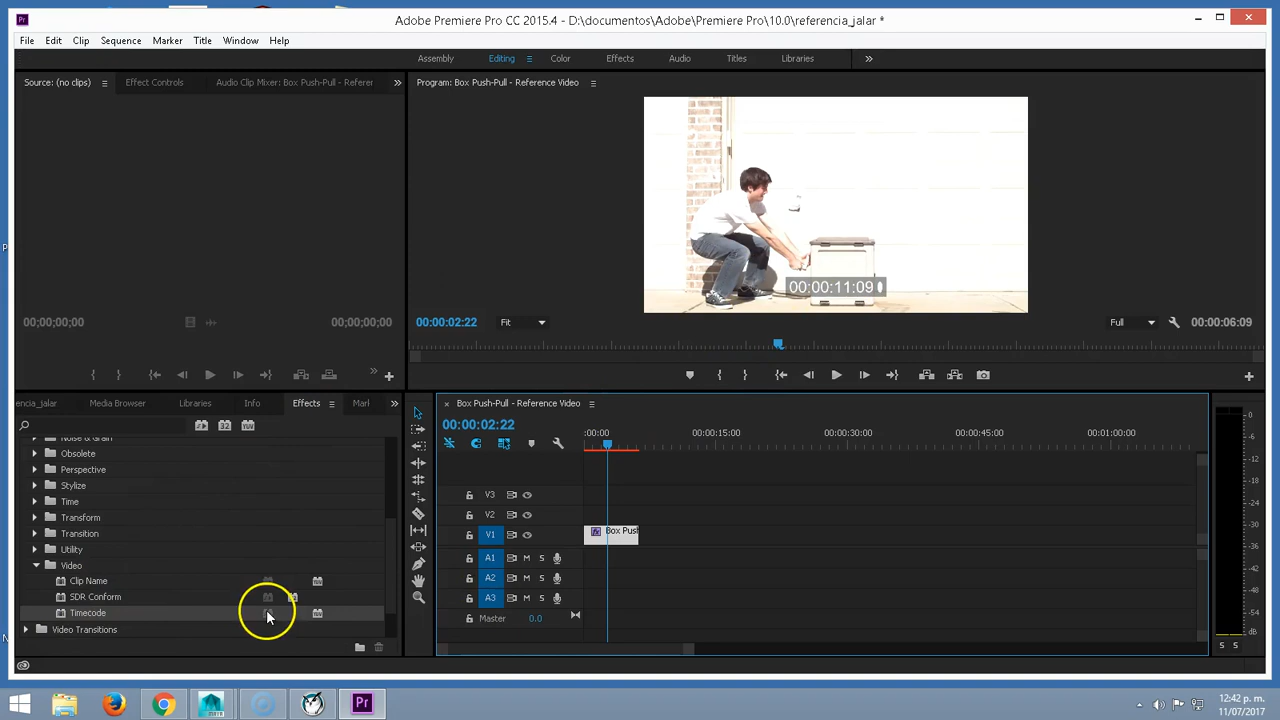 Pr Adobe Premiere Pro CC 2015.4 - D:\documentos\Adobe\Premiere Pro\10.0\referencia_jalar *
File Edit Clip Sequence Marker Title Window Help
Assembly Editing Color Effects Audio Titles Libraries
Source: (no clips) Effect Controls Audio Clip Mixer: Box Push-Pull - Referer
Program: Box Push-Pull - Reference Video
00:00:11:09
00;00;00;00 00;00;00;00
00:00:02:22 Fit Full 00:00:06:09
encia_jalar Media Browser Libraries Info Effects Marl
× Box Push-Pull - Reference Video
00:00:02:22
:00:00 00:00:15:00 00:00:30:00 00:00:45:00 00:01:00:00
Noise & Grain
Obsolete
Perspective
Stylize
Time
Transform
Transition
Utility
Video
Clip Name
SDR Conform
Timecode
Video Transitions
V3
V2
V1 fx Box Push
A1 M S
A2 M S
A3 M S
Master 0.0
0
-6
-12
-18
-24
-30
-36
-42
-48
-54
dB
S S
Pr
12:42 p. m.
11/07/2017